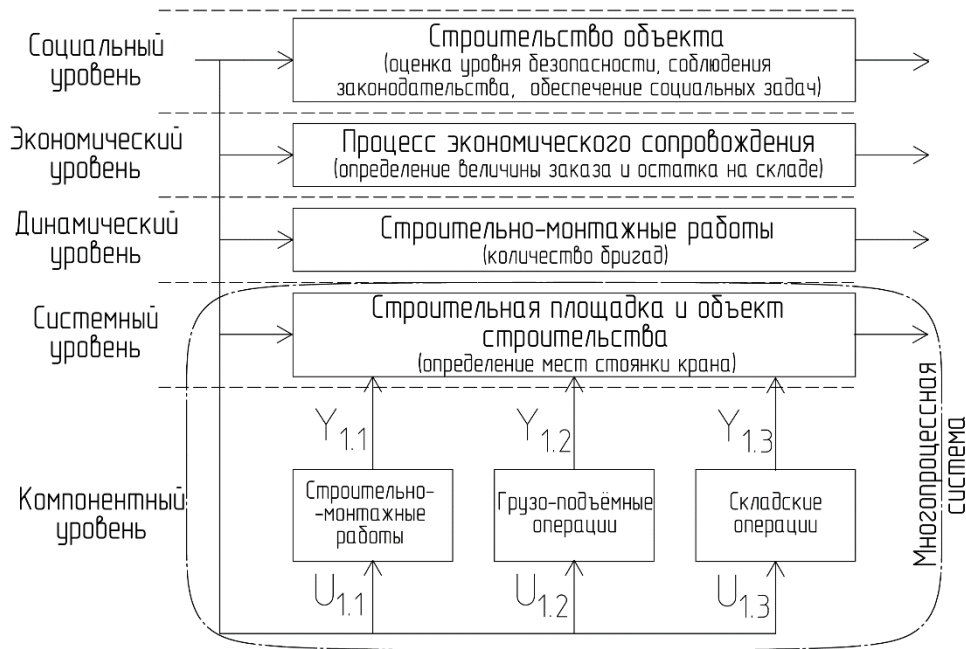 Социальный
уровень
Строительство объекта
(оценка уровня безопасности, соблюдения
законодательства, обеспечение социальных задач)
Экономический
уровень
Процесс экономического сопровождения
(определение величины заказа и остатка на складе)
Динамический
уровень
Строительно-монтажные работы
(количество бригад)
Системный
уровень
Строительная площадка и объект
строительства
(определение мест стоянки крана)
Y1.1
Y1.2
Y1.3
Компонентный
уровень
Строительно-
-монтажные
работы
Грузо-подъёмные
операции
Складские
операции
U1.1
U1.2
U1.3
Многопроцессная
система